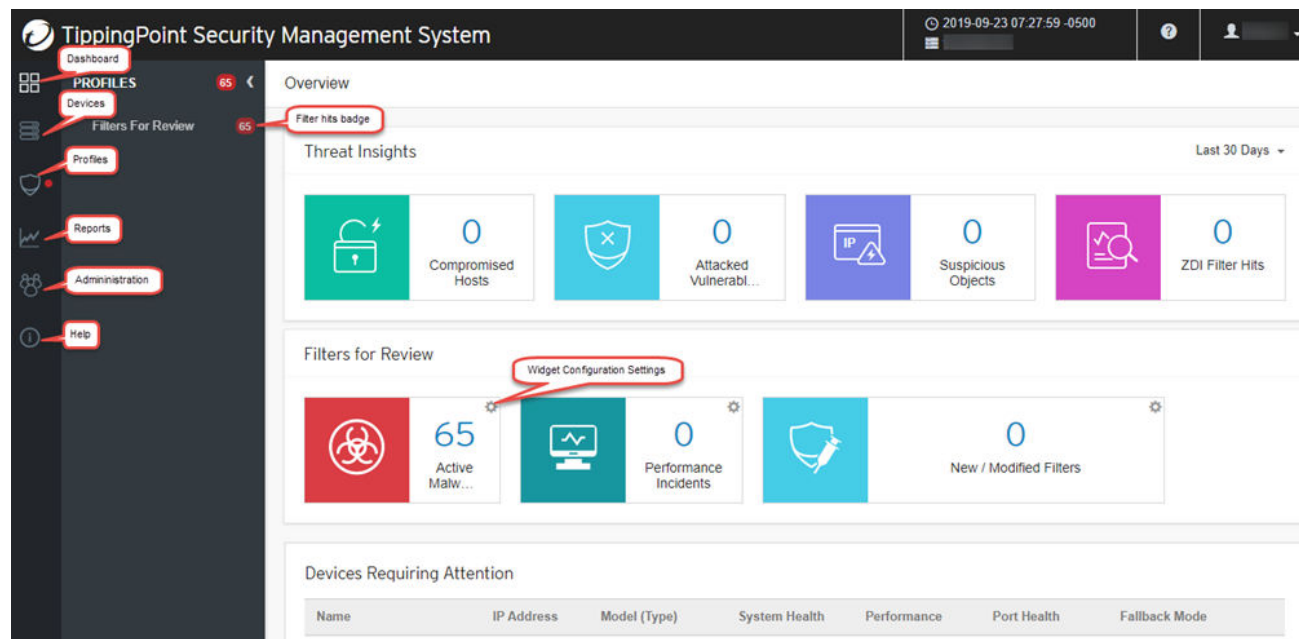 TippingPoint Security Management System
2019-09-23 07:27:59 -0500
Dashboard
PROFILES 65
Overview
Devices
Filters For Review 65
Filter hits badge
Threat Insights
Last 30 Days
Profiles
Reports
Admininistration
Help
0
Compromised
Hosts
0
Attacked
Vulnerabl...
IP
0
Suspicious
Objects
0
ZDI Filter Hits
Filters for Review
Widget Configuration Settings
65
Active
Malw...
0
Performance
Incidents
0
New / Modified Filters
Devices Requiring Attention
Name IP Address Model (Type) System Health Performance Port Health Fallback Mode